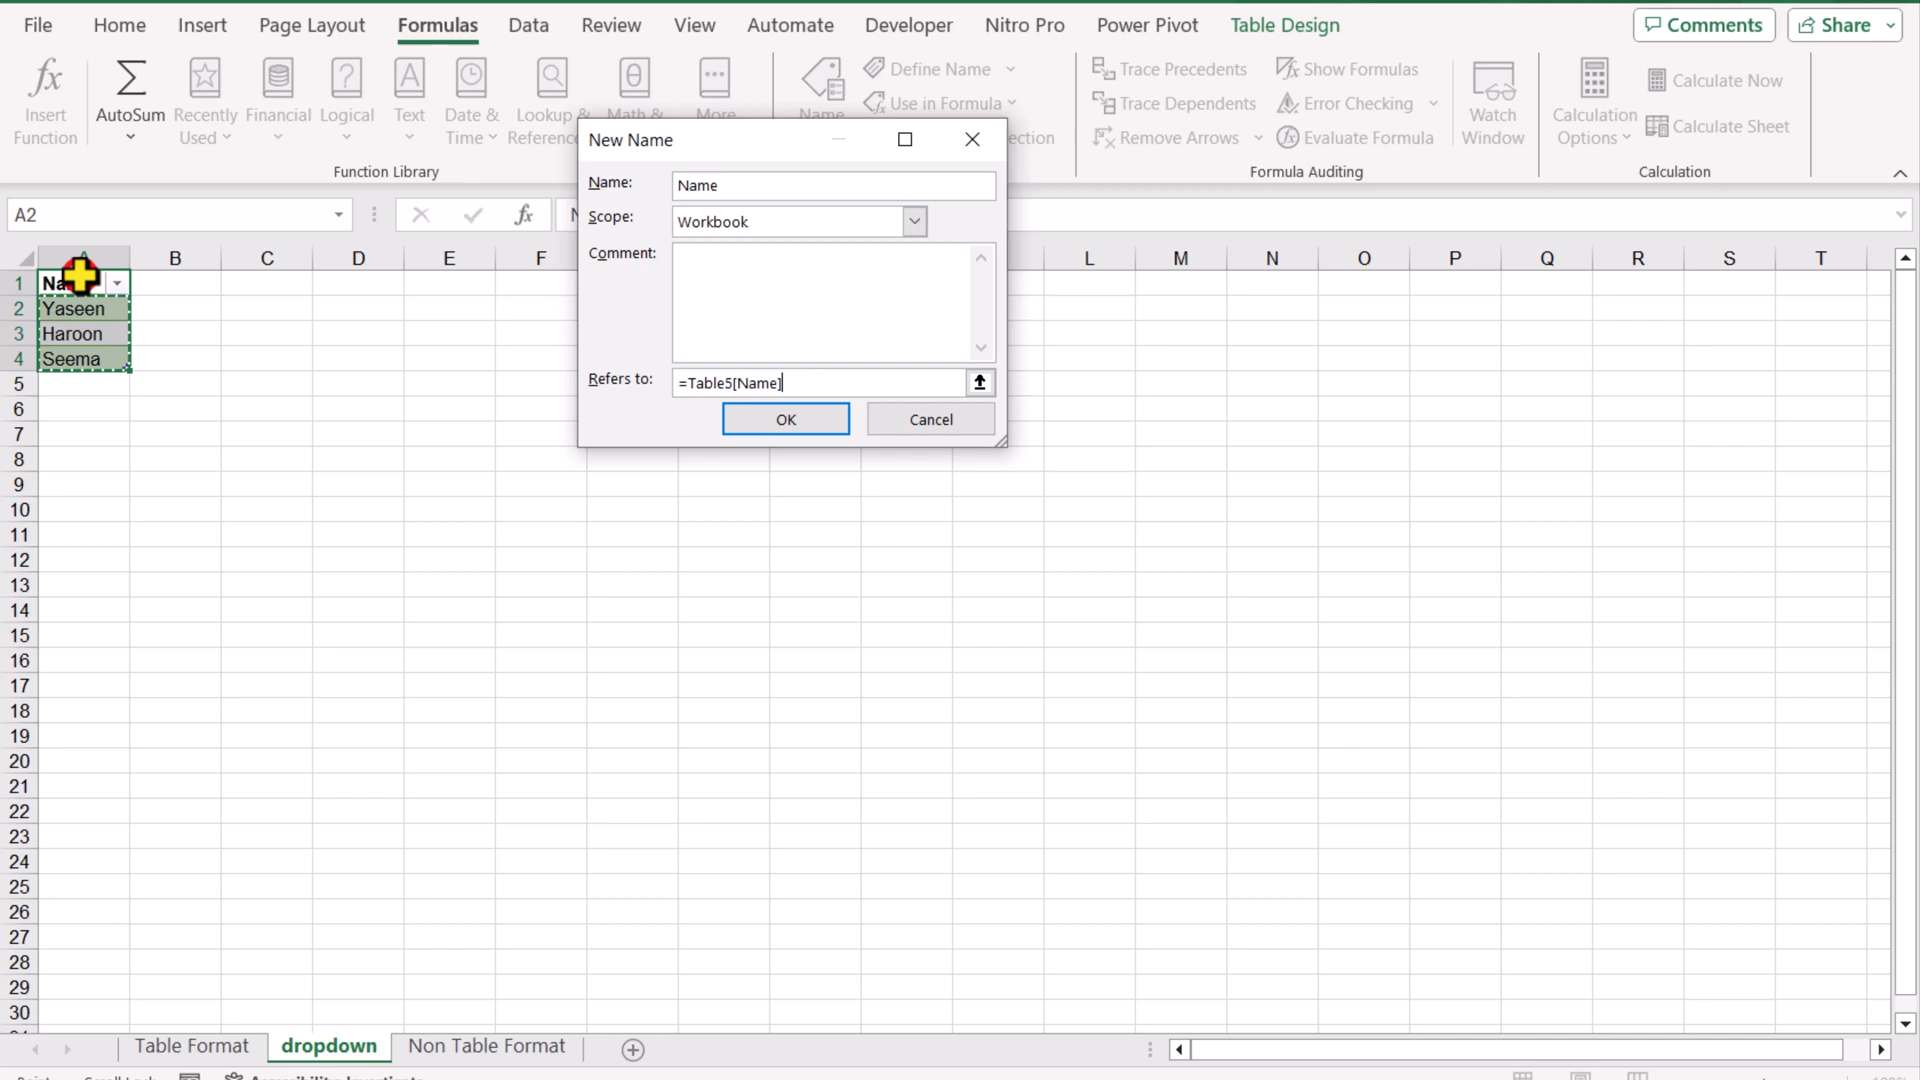 File Home Insert Page Layout Formulas Data Review View Automate Developer Nitro Pro Power Pivot Table Design Comments Share
Insert Function
AutoSum
Recently Used
Financial
Logical
Text
Date & Time
Lookup & Reference
Math &
More
Name
Define Name
Use in Formula
Trace Precedents
Trace Dependents
Remove Arrows
Show Formulas
Error Checking
Evaluate Formula
Watch Window
Calculation Options
Calculate Now
Calculate Sheet
Function Library
Formula Auditing
Calculation
A2
fx
New Name
Name: Name
Scope: Workbook
Comment:
Refers to: =Table5[Name]
OK Cancel
B C D E F L M N O P Q R S T
1
2 Yaseen
3 Haroon
4 Seema
5
6
7
8
9
10
11
12
13
14
15
16
17
18
19
20
21
22
23
24
25
26
27
28
29
30
Table Format dropdown Non Table Format